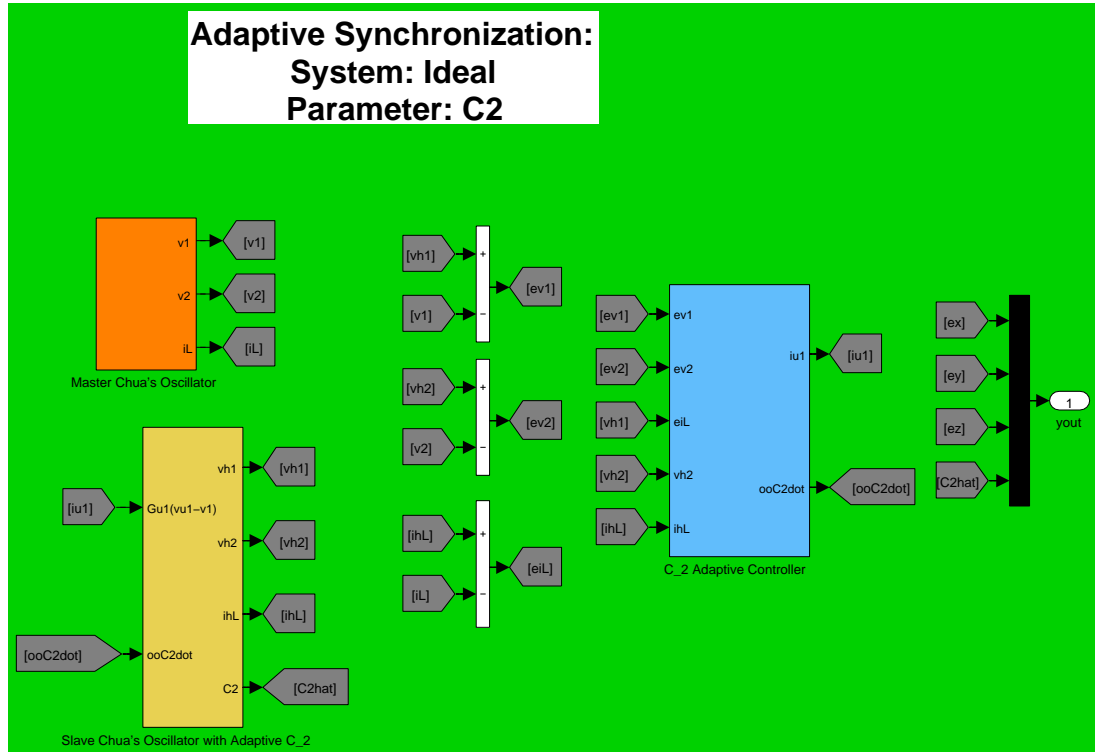 Adaptive Synchronization:
System: Ideal
Parameter: C2
v1
[v1]
v2
[v2]
iL
[iL]
Master Chua's Oscillator
[iu1]
Gu1(vu1−v1)
[ooC2dot]
ooC2dot
vh1
[vh1]
vh2
[vh2]
ihL
[ihL]
C2
[C2hat]
Slave Chua's Oscillator with Adaptive C_2
[vh1]
+
[v1]
−
[ev1]
[vh2]
+
[v2]
−
[ev2]
[ihL]
+
[iL]
−
[eiL]
[ev1]
ev1
[ev2]
ev2
[vh1]
eiL
[vh2]
vh2
[ihL]
ihL
iu1
[iu1]
ooC2dot
[ooC2dot]
C_2 Adaptive Controller
[ex]
[ey]
[ez]
[C2hat]
1
yout